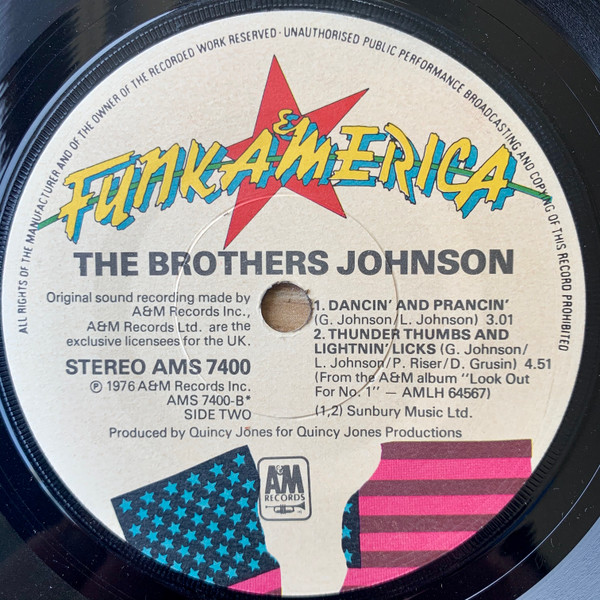 ALL RIGHTS OF THE MANUFACTURER AND OF THE OWNER OF THE RECORDED WORK RESERVED · UNAUTHORISED PUBLIC PERFORMANCE BROADCASTING AND COPYING OF THIS RECORD PROHIBITED
&
FUNKAMERICA
THE BROTHERS JOHNSON
Original sound recording made by
A&M Records Inc.,
A&M Records Ltd. are the
exclusive licensees for the UK.
STEREO AMS 7400
℗ 1976 A&M Records Inc.
AMS 7400-B*
SIDE TWO
1. DANCIN' AND PRANCIN'
(G. Johnson/L. Johnson) 3.01
2. THUNDER THUMBS AND
LIGHTNIN' LICKS (G. Johnson/
L. Johnson/P. Riser/D. Grusin) 4.51
(From the A&M album "Look Out
For No. 1" – AMLH 64567)
(1,2) Sunbury Music Ltd.
Produced by Quincy Jones for Quincy Jones Productions
A&M
RECORDS